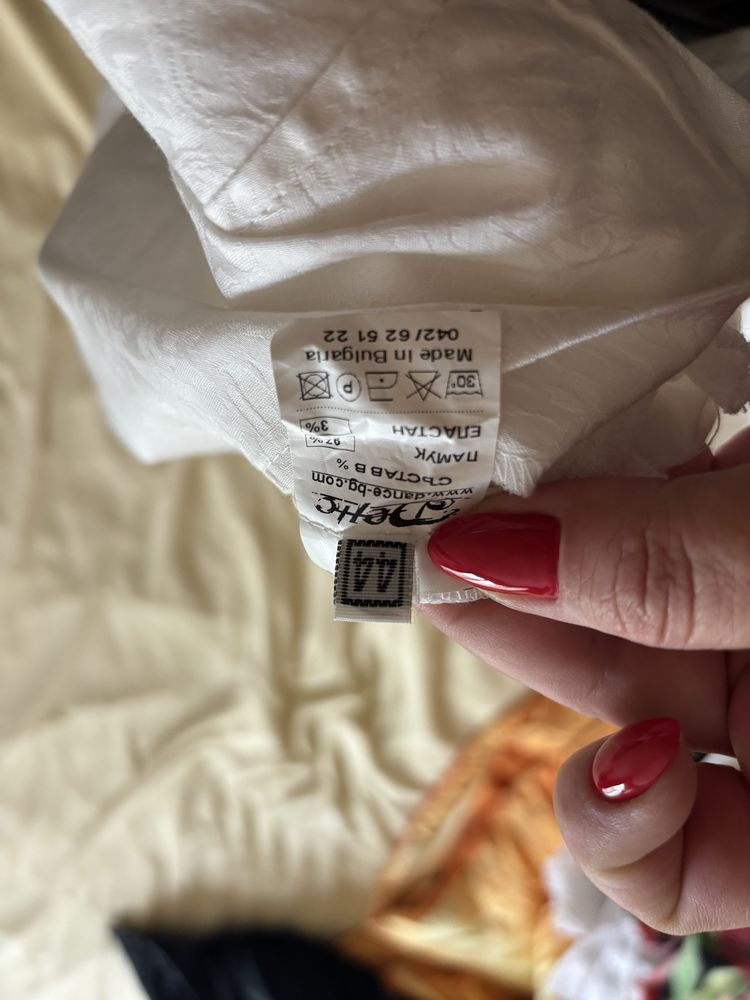 44
Денс
www.dance-bg.com
СЪСТАВ В %
ПАМУК 97%
ЕЛАСТАН 3%
30° P
Made in Bulgaria
042/ 62 51 22